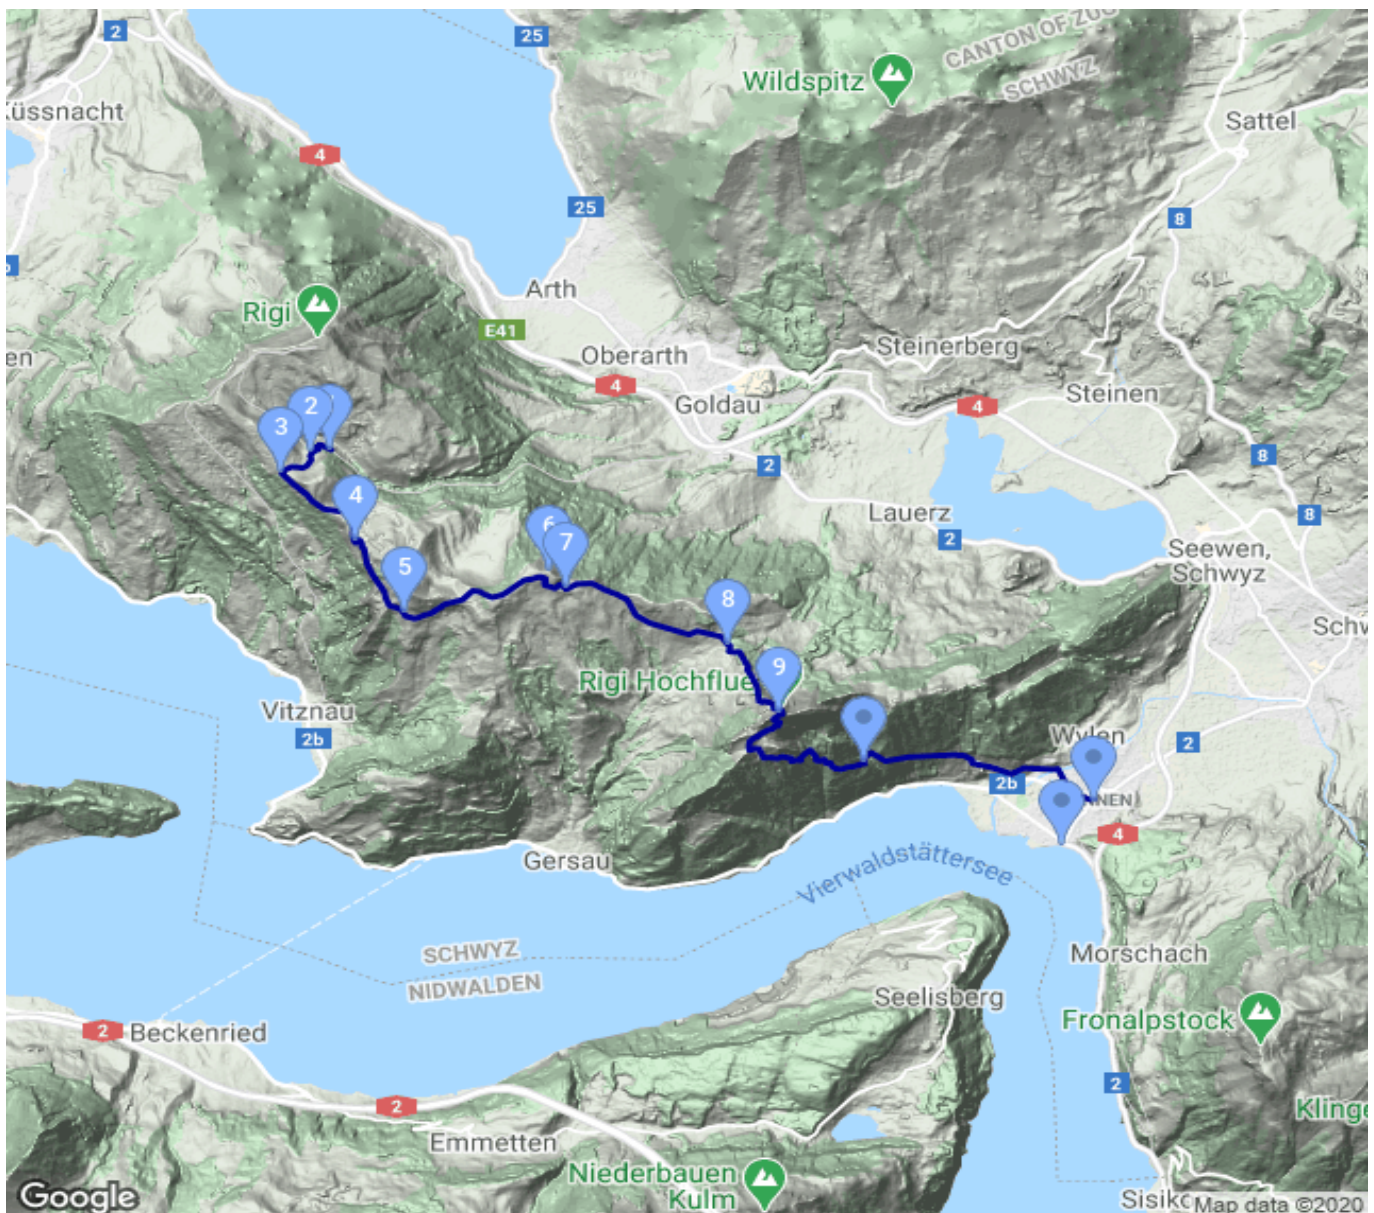 2
25
CANTON OF ZUG
SCHWYZ
Wildspitz
Küssnacht
Sattel
4
25
8
Rigi
Arth
E41
Oberarth
Steinerberg
4
Goldau
Steinen
4
2
3
2
8
4
Lauerz
2
8
Seewen,
Schwyz
6
7
5
8
Rigi Hochflue
9
Vitznau
2b
Wylen
2
2b
4
Gersau
Vierwaldstättersee
SCHWYZ
NIDWALDEN
Morschach
Seelisberg
Fronalpstock
2
Beckenried
2
2
Emmetten
Niederbauen
Kulm
Google
Map data ©2020